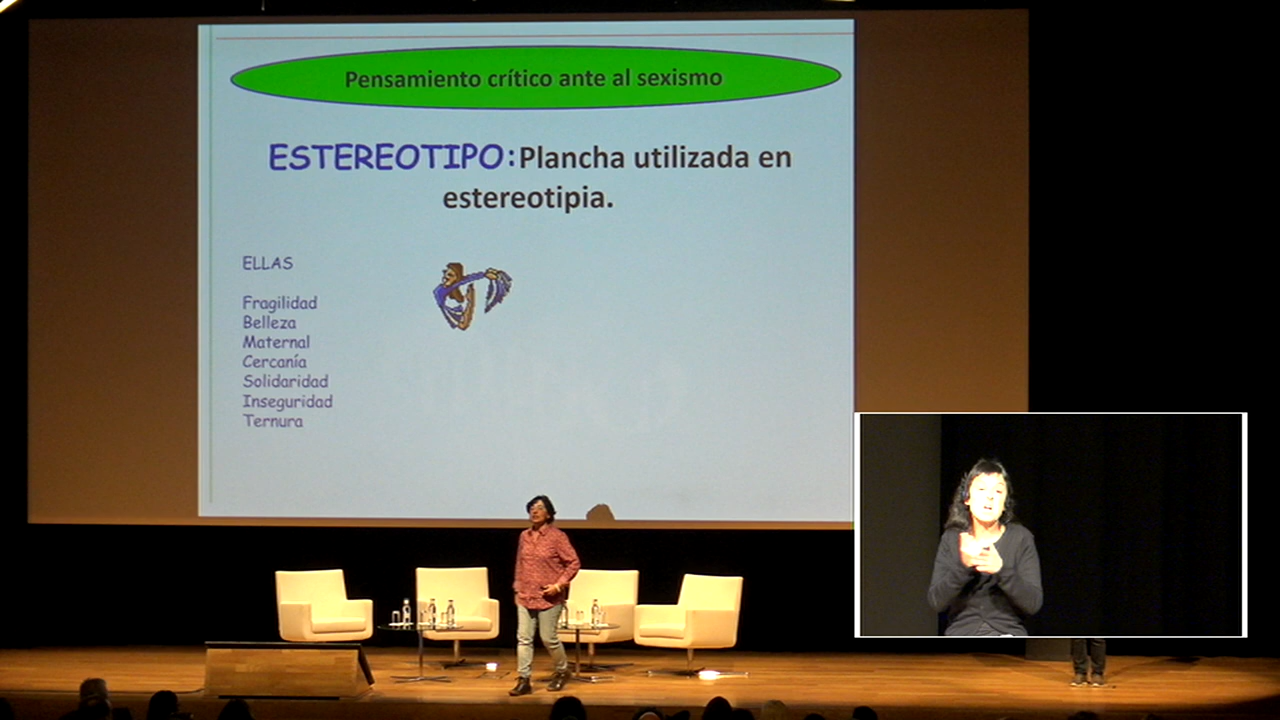 Pensamiento crítico ante al sexismo
ESTEREOTIPO:Plancha utilizada en
estereotipia.
ELLAS
Fragilidad
Belleza
Maternal
Cercanía
Solidaridad
Inseguridad
Ternura